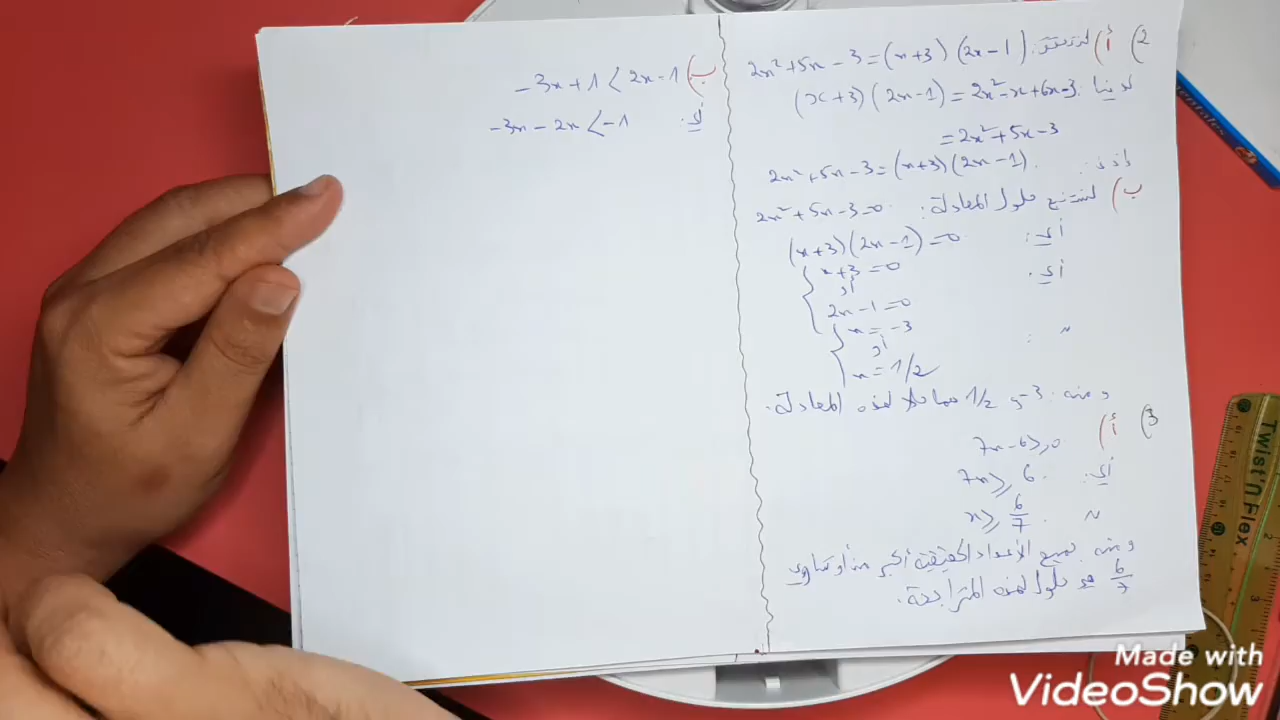 2) أ) لنتحقق: 2x²+5x-3=(x+3)(2x-1)
لدينا: (x+3)(2x-1)=2x²-x+6x-3
=2x²+5x-3
إذن: 2x²+5x-3=(x+3)(2x-1).
ب) لنستنتج حلول المعادلة: 2x²+5x-3=0
أي: (x+3)(2x-1)=0
أي: x+3=0
أو
2x-1=0
" : x=-3
أو
x=1/2
ومنه: -3 و 1/2 هما حلا لهذه المعادلة.
3) أ) 7x-6≥0
أي: 7x≥6
" . x≥6/7
ومنه: جميع الأعداد الحقيقية أكبر من أو تساوي
6/7 هو حلول لهذه المتراجحة.
ب) -3x+1<2x-1
أي: -3x-2x<-1
Twist'n Flex
Made with
VideoShow